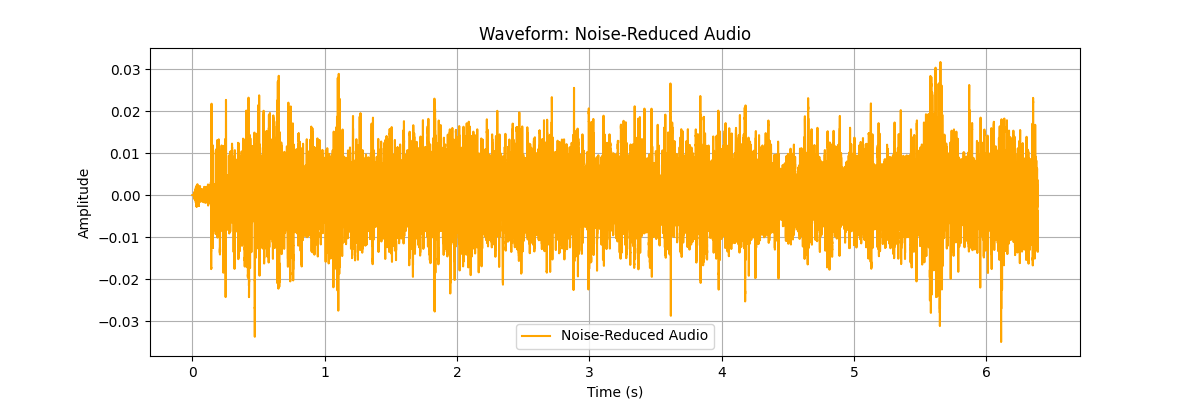 Waveform: Noise-Reduced Audio
Amplitude
0.03
0.02
0.01
0.00
−0.01
−0.02
−0.03
Noise-Reduced Audio
0 1 2 3 4 5 6
Time (s)